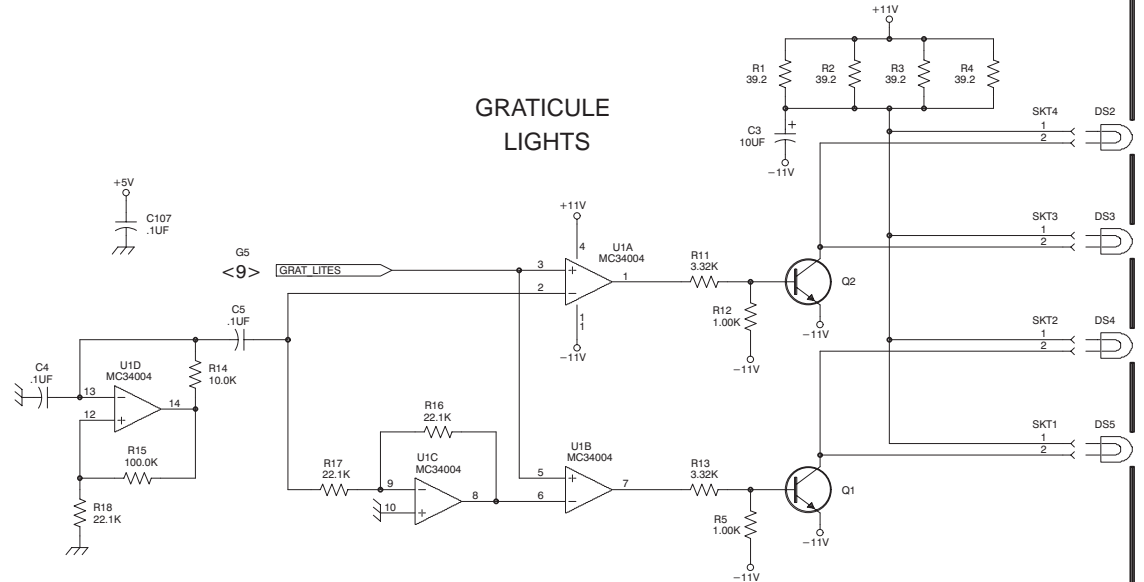 +11V
R1
39.2
R2
39.2
R3
39.2
R4
39.2
GRATICULE
LIGHTS
C3
10UF
+
−11V
SKT4
DS2
1
2
+5V
C107
.1UF
+11V
4
U1A
MC34004
G5
<9>
GRAT_LITES
3
+
2
−
1
11
−11V
R11
3.32K
R12
1.00K
−11V
Q2
−11V
SKT3
DS3
1
2
SKT2
DS4
1
2
C5
.1UF
C4
.1UF
U1D
MC34004
13
−
12
+
14
R14
10.0K
R15
100.0K
R18
22.1K
R16
22.1K
R17
22.1K
U1C
MC34004
9
−
10
+
8
U1B
MC34004
5
+
6
−
7
R13
3.32K
R5
1.00K
−11V
Q1
−11V
SKT1
DS5
1
2